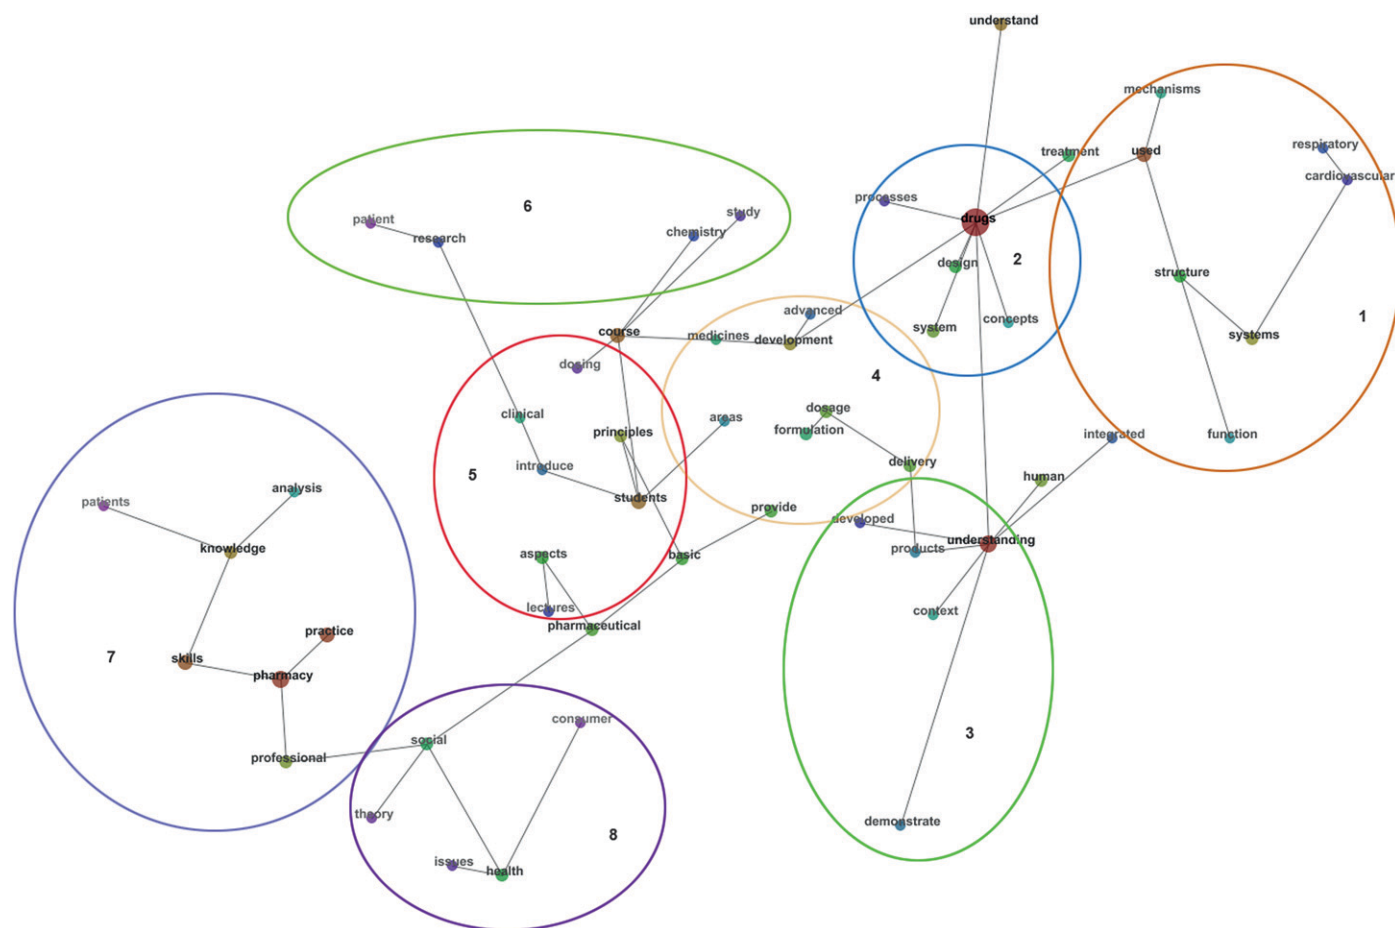 understand
mechanisms
respiratory
used
treatment
cardiovascular
processes
6
study
drugs
patient
chemistry
research
2
design
structure
1
advanced
concepts
system
course
medicines
development
systems
dosing
4
dosage
clinical
areas
formulation
principles
integrated
function
delivery
introduce
5
human
analysis
students
patients
provide
developed
understanding
knowledge
products
aspects
basic
lectures
context
pharmaceutical
practice
7
skills
pharmacy
consumer
3
social
professional
theory
demonstrate
8
issues
health